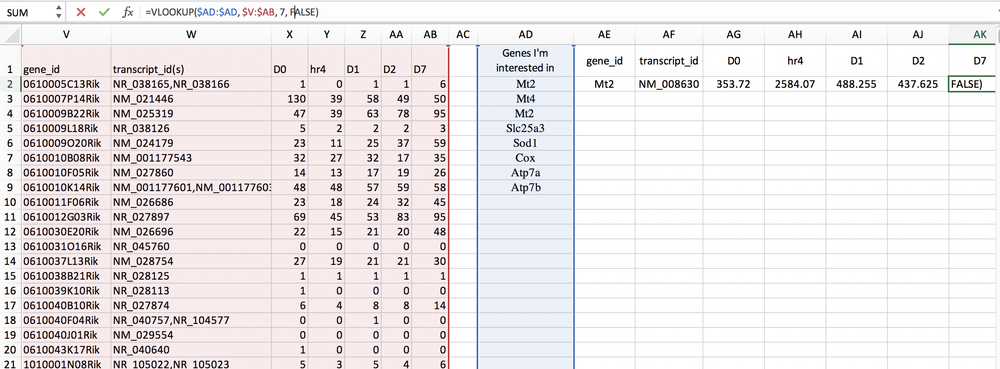 SUM fx =VLOOKUP($AD:$AD, $V:$AB, 7, FALSE)
V W X Y Z AA AB AC AD AE AF AG AH AI AJ AK
1 gene_id transcript_id(s) D0 hr4 D1 D2 D7 Genes I'm interested in gene_id transcript_id D0 hr4 D1 D2 D7
2 0610005C13Rik NR_038165,NR_038166 1 0 1 1 6 Mt2 Mt2 NM_008630 353.72 2584.07 488.255 437.625 FALSE)
3 0610007P14Rik NM_021446 130 39 58 49 50 Mt4
4 0610009B22Rik NM_025319 47 39 63 78 95 Mt2
5 0610009L18Rik NR_038126 5 2 2 2 3 Slc25a3
6 0610009O20Rik NM_024179 23 11 25 37 59 Sod1
7 0610010B08Rik NM_001177543 32 27 32 17 35 Cox
8 0610010F05Rik NM_027860 14 13 17 19 26 Atp7a
9 0610010K14Rik NM_001177601,NM_001177603 48 48 57 59 58 Atp7b
10 0610011F06Rik NM_026686 23 18 24 32 45
11 0610012G03Rik NR_027897 69 45 53 83 95
12 0610030E20Rik NM_026696 22 15 21 20 48
13 0610031O16Rik NR_045760 0 0 0 0 0
14 0610037L13Rik NM_028754 27 19 21 21 30
15 0610038B21Rik NR_028125 1 1 1 1 1
16 0610039K10Rik NR_028113 1 0 0 0 0
17 0610040B10Rik NR_027874 6 4 8 8 14
18 0610040F04Rik NR_040757,NR_104577 0 0 1 0 0
19 0610040J01Rik NM_029554 0 0 0 0 0
20 0610043K17Rik NR_040640 1 0 0 0 0
21 1010001N08Rik NR_105022,NR_105023 5 3 5 4 6